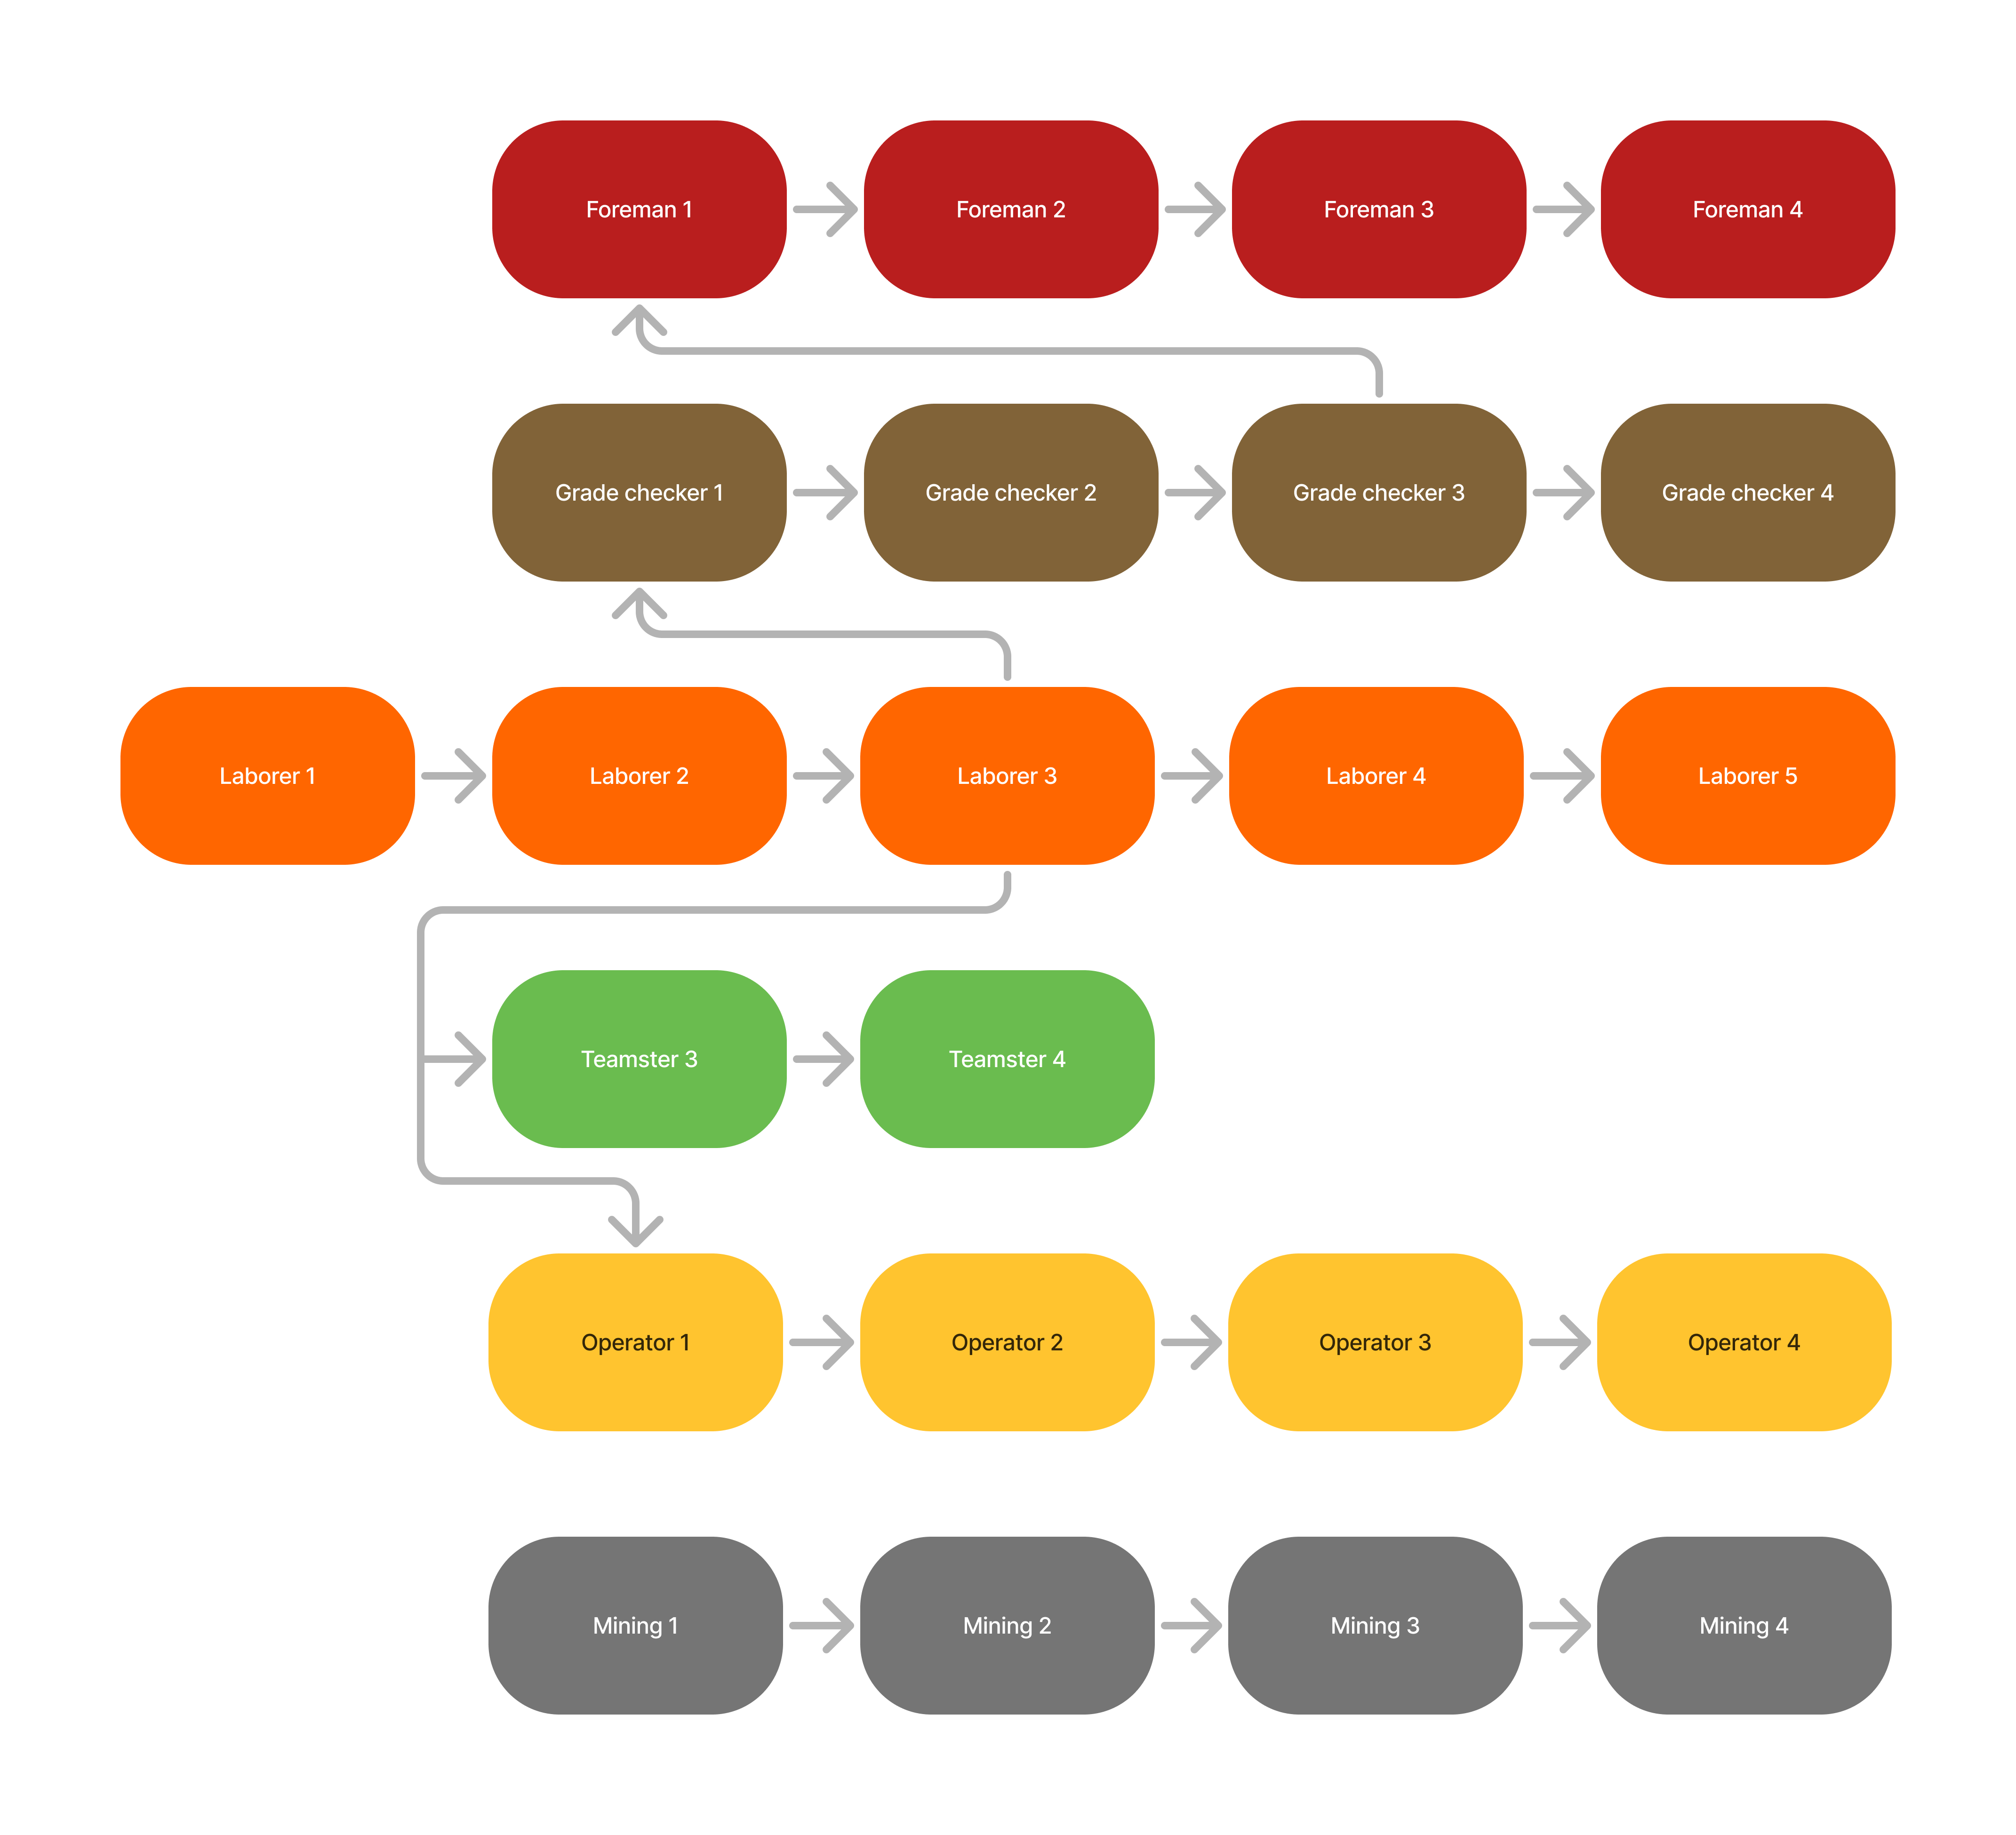 Foreman 1
Foreman 2
Foreman 3
Foreman 4
Grade checker 1
Grade checker 2
Grade checker 3
Grade checker 4
Laborer 1
Laborer 2
Laborer 3
Laborer 4
Laborer 5
Teamster 3
Teamster 4
Operator 1
Operator 2
Operator 3
Operator 4
Mining 1
Mining 2
Mining 3
Mining 4